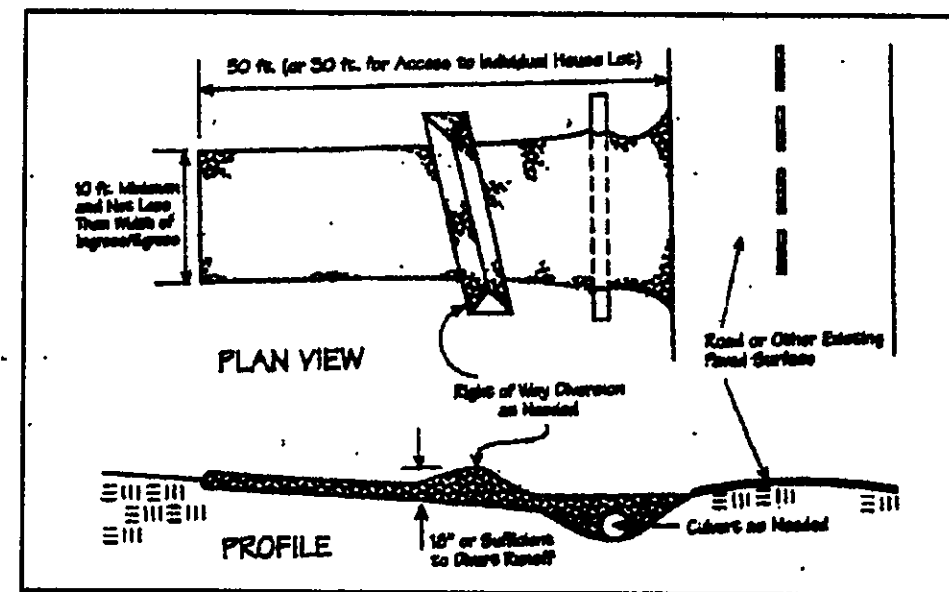 50 ft. (or 30 ft. for Access to Individual House Lot)
10 ft. Minimum
and Not Less
Than Width of
Ingress/Egress
PLAN VIEW
Road or Other Existing
Paved Surface
Right of Way Diversion
as Needed
Culvert as Needed
PROFILE
18" or Sufficient
to Divert Runoff